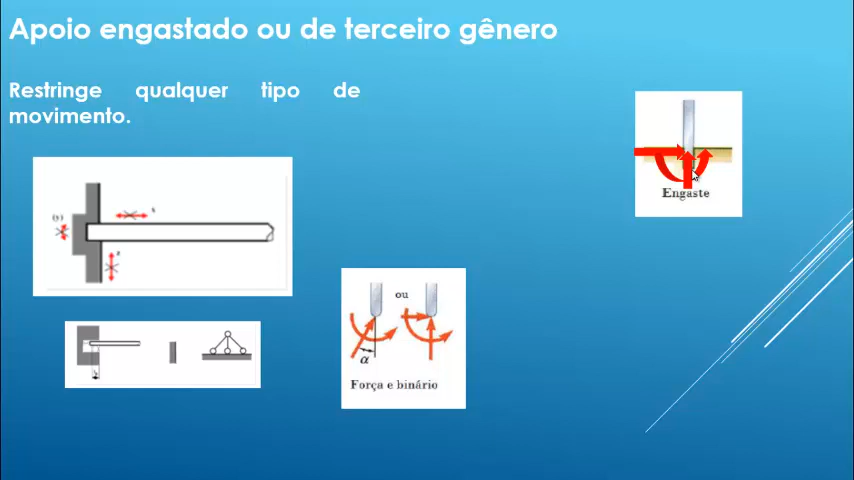 Apoio engastado ou de terceiro gênero
Restringe qualquer tipo de
movimento.
Engaste
ou
α
Força e binário